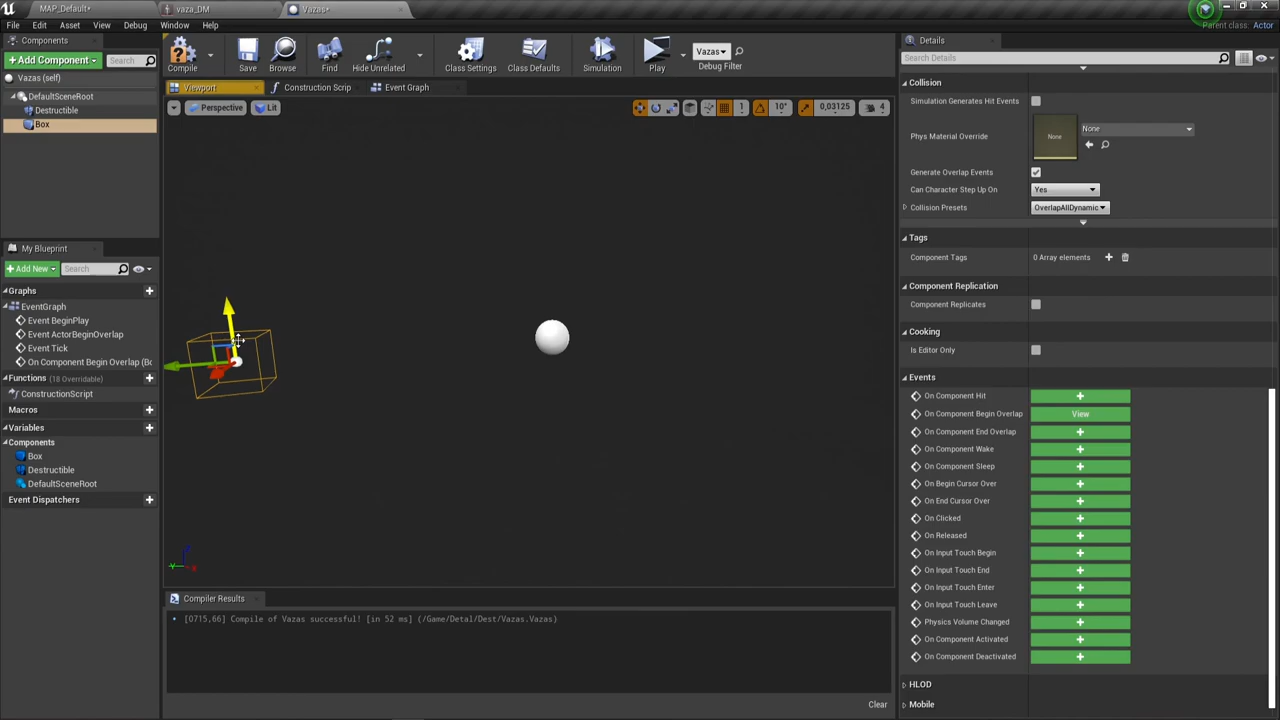 MAP_Default*
vaza_DM
Vazas*
File Edit Asset View Debug Window Help
Parent class: Actor
Components
+ Add Component
Search
Vazas (self)
DefaultSceneRoot
Destructible
Box
Compile
Save
Browse
Find
Hide Unrelated
Class Settings
Class Defaults
Simulation
Play
Vazas
Debug Filter
Viewport
Construction Scrip
Event Graph
Perspective
Lit
1
10°
0,03125
4
My Blueprint
+ Add New
Search
Graphs
EventGraph
Event BeginPlay
Event ActorBeginOverlap
Event Tick
On Component Begin Overlap (Bo
Functions (18 Overridable)
ConstructionScript
Macros
Variables
Components
Box
Destructible
DefaultSceneRoot
Event Dispatchers
Compiler Results
[0715,66] Compile of Vazas successful! [in 52 ms] (/Game/Detal/Dest/Vazas.Vazas)
Clear
Details
Search Details
Collision
Simulation Generates Hit Events
Phys Material Override
None
None
Generate Overlap Events
Can Character Step Up On
Yes
Collision Presets
OverlapAllDynamic
Tags
Component Tags
0 Array elements
Component Replication
Component Replicates
Cooking
Is Editor Only
Events
On Component Hit
On Component Begin Overlap
View
On Component End Overlap
On Component Wake
On Component Sleep
On Begin Cursor Over
On End Cursor Over
On Clicked
On Released
On Input Touch Begin
On Input Touch End
On Input Touch Enter
On Input Touch Leave
Physics Volume Changed
On Component Activated
On Component Deactivated
HLOD
Mobile